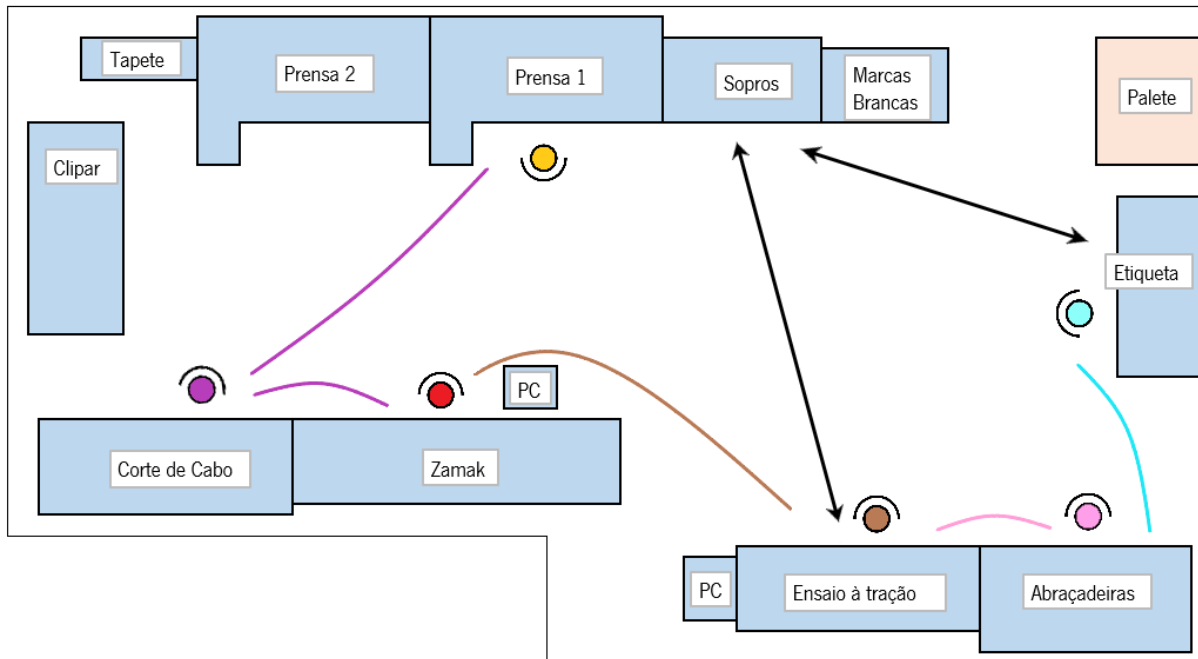 Tapete
Prensa 2
Prensa 1
Sopros
Marcas
Brancas
Palete
Clipar
Etiqueta
PC
Corte de Cabo
Zamak
PC
Ensaio à tração
Abraçadeiras